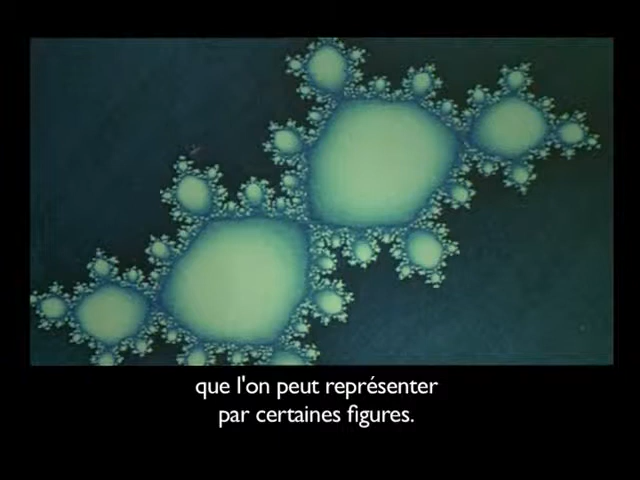 que l'on peut représenter
par certaines figures.